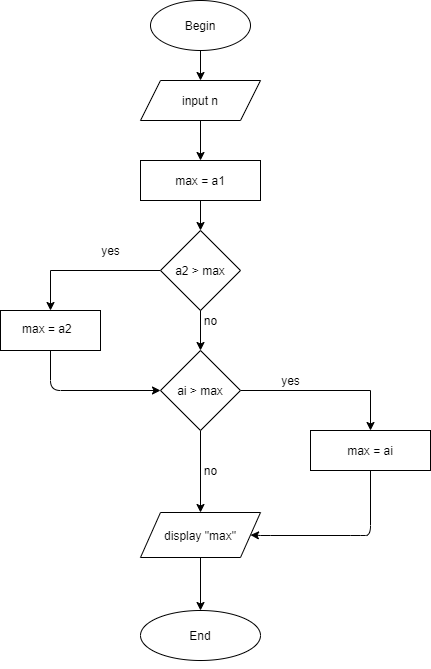 Begin
input n
max = a1
yes
a2 > max
max = a2
no
ai > max
yes
max = ai
no
display "max"
End